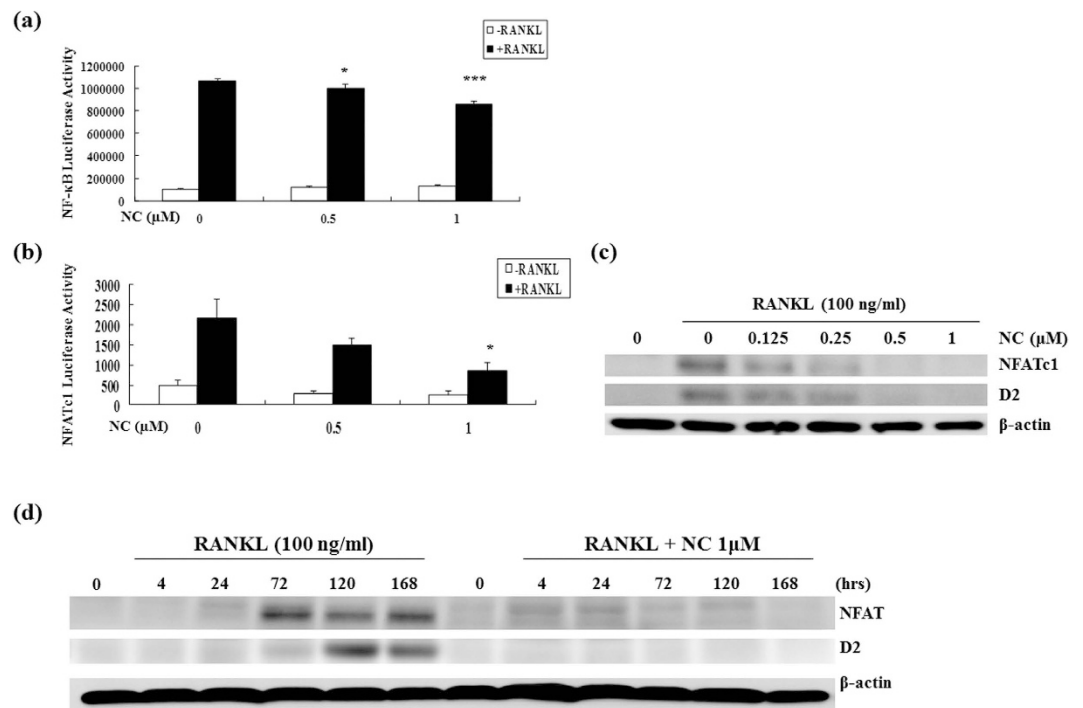 (a)
-RANKL
+RANKL
NF-κB Luciferase Activity
1200000
1000000
800000
600000
400000
200000
0
* ***
NC (μM) 0 0.5 1
(b)
-RANKL
+RANKL
NFATc1 Luciferase Activity
3000
2500
2000
1500
1000
500
0
*
NC (μM) 0 0.5 1
(c)
RANKL (100 ng/ml)
0 0 0.125 0.25 0.5 1 NC (μM)
NFATc1
D2
β-actin
(d)
RANKL (100 ng/ml) RANKL + NC 1μM
0 4 24 72 120 168 0 4 24 72 120 168 (hrs)
NFAT
D2
β-actin